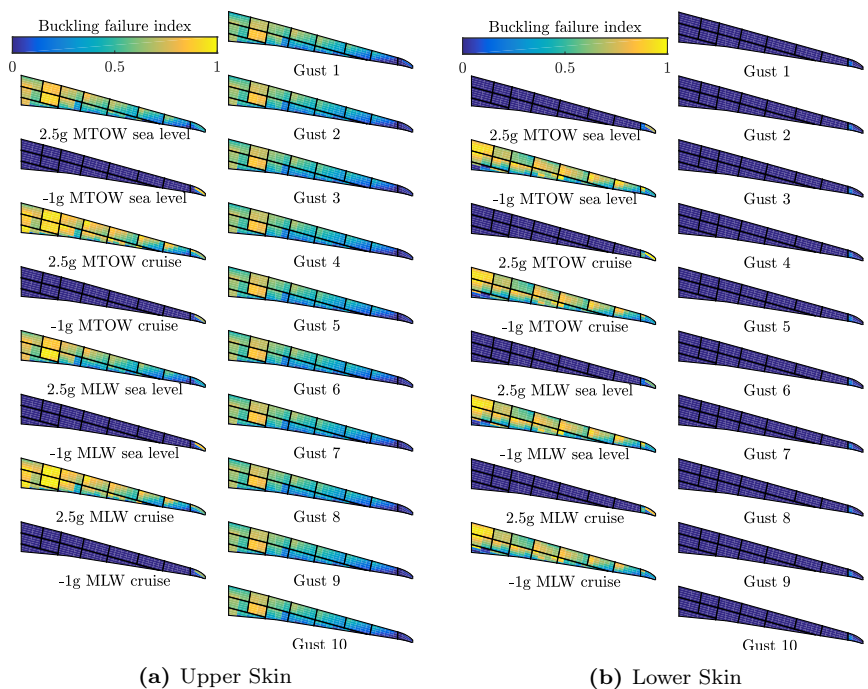 Buckling failure index
0 0.5 1
2.5g MTOW sea level
-1g MTOW sea level
2.5g MTOW cruise
-1g MTOW cruise
2.5g MLW sea level
-1g MLW sea level
2.5g MLW cruise
-1g MLW cruise
Gust 1
Gust 2
Gust 3
Gust 4
Gust 5
Gust 6
Gust 7
Gust 8
Gust 9
Gust 10
(a) Upper Skin
Buckling failure index
0 0.5 1
2.5g MTOW sea level
-1g MTOW sea level
2.5g MTOW cruise
-1g MTOW cruise
2.5g MLW sea level
-1g MLW sea level
2.5g MLW cruise
-1g MLW cruise
Gust 1
Gust 2
Gust 3
Gust 4
Gust 5
Gust 6
Gust 7
Gust 8
Gust 9
Gust 10
(b) Lower Skin